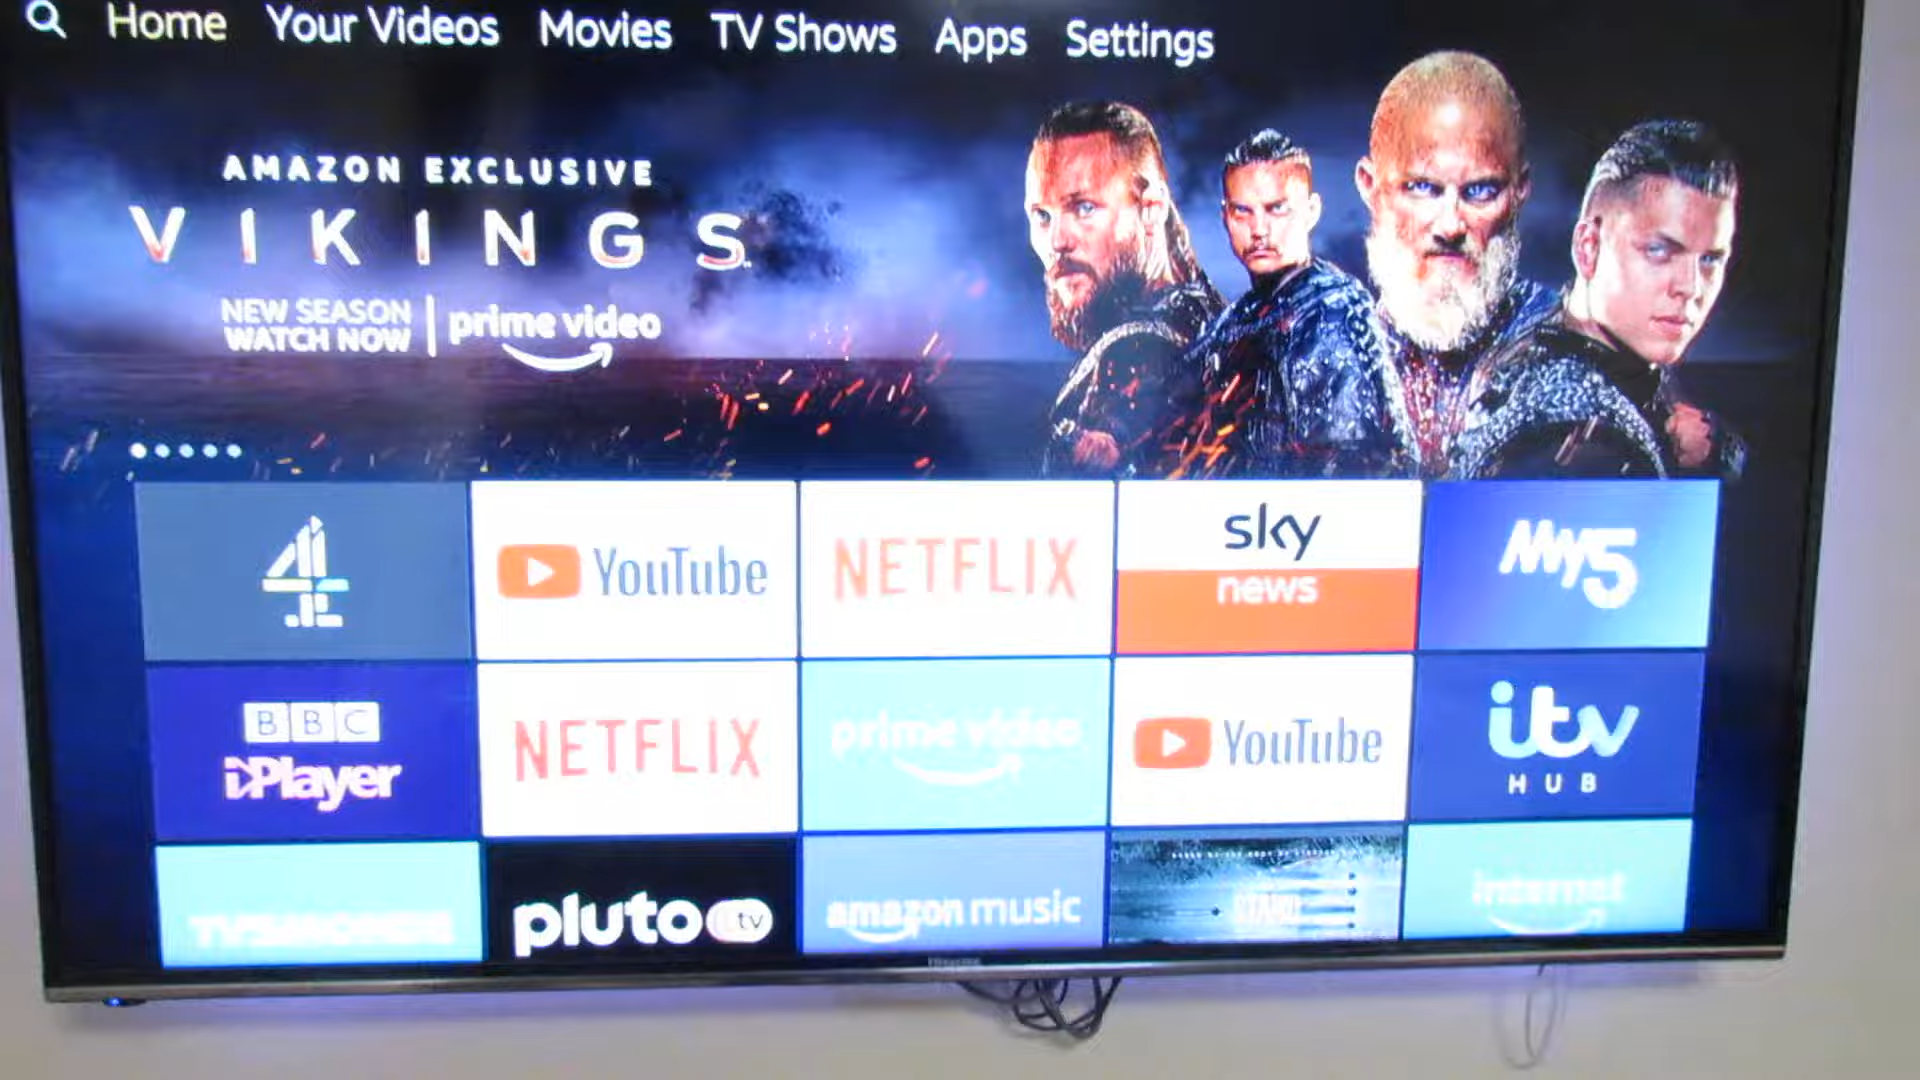 Home Your Videos Movies TV Shows Apps Settings
AMAZON EXCLUSIVE
VIKINGS
NEW SEASON
WATCH NOW
prime video
4
YouTube
NETFLIX
sky
news
My5
BBC
iPlayer
NETFLIX
prime video
YouTube
itv
HUB
pluto tv
amazon music
internet